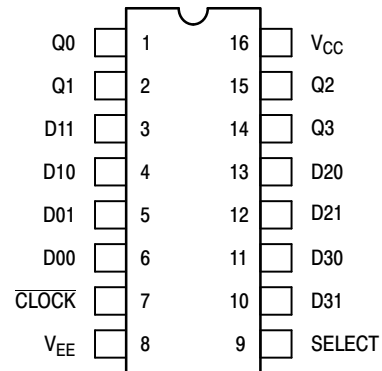 Q0 1 16 VCC
Q1 2 15 Q2
D11 3 14 Q3
D10 4 13 D20
D01 5 12 D21
D00 6 11 D30
C̅L̅O̅C̅K̅ 7 10 D31
VEE 8 9 SELECT